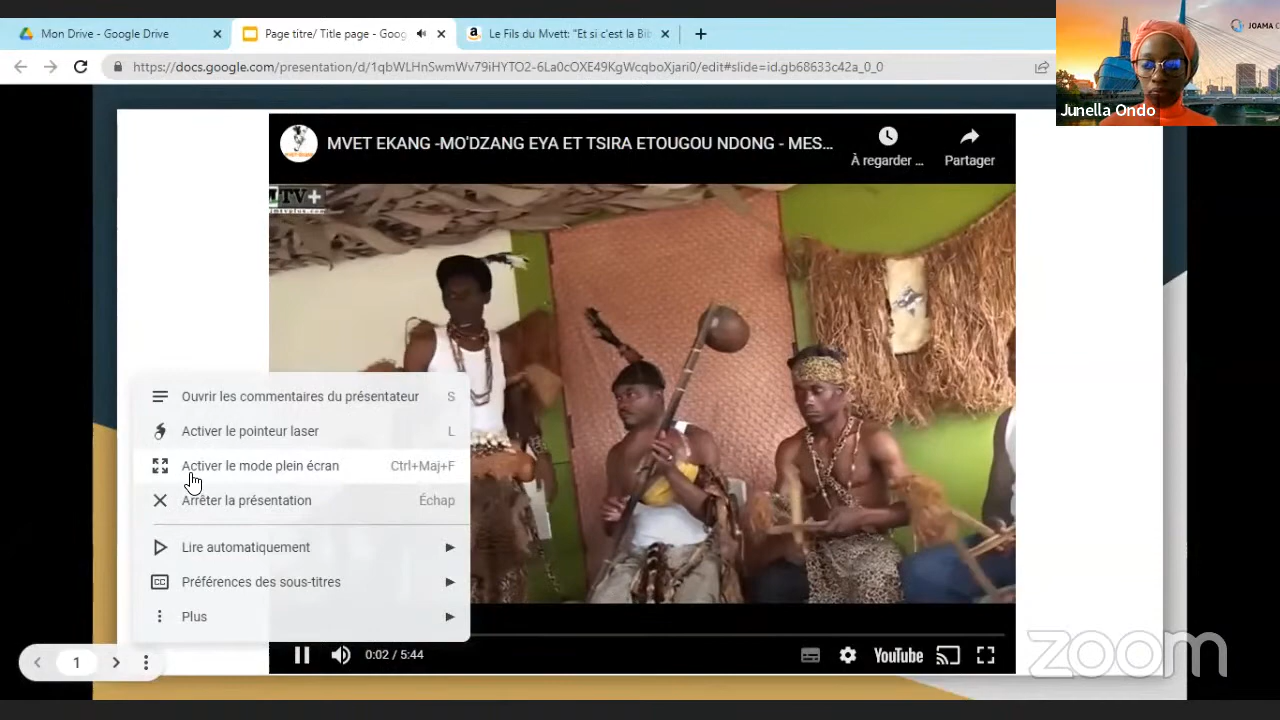 Mon Drive - Google Drive
Page titre/ Title page - Goog
Le Fils du Mvett: "Et si c'est la Bib
https://docs.google.com/presentation/d/1qbWLHnSwmWv79iHYTO2-6La0cOXE49KgWcqboXjari0/edit#slide=id.gb68633c42a_0_0
JOAMA C
Junella Ondo
MVET EKANG -MO'DZANG EYA ET TSIRA ETOUGOU NDONG - MES...
À regarder ...
Partager
TV+
Ouvrir les commentaires du présentateur S
Activer le pointeur laser L
Activer le mode plein écran Ctrl+Maj+F
Arrêter la présentation Échap
Lire automatiquement
Préférences des sous-titres
Plus
1
0:02 / 5:44
YouTube
zoom